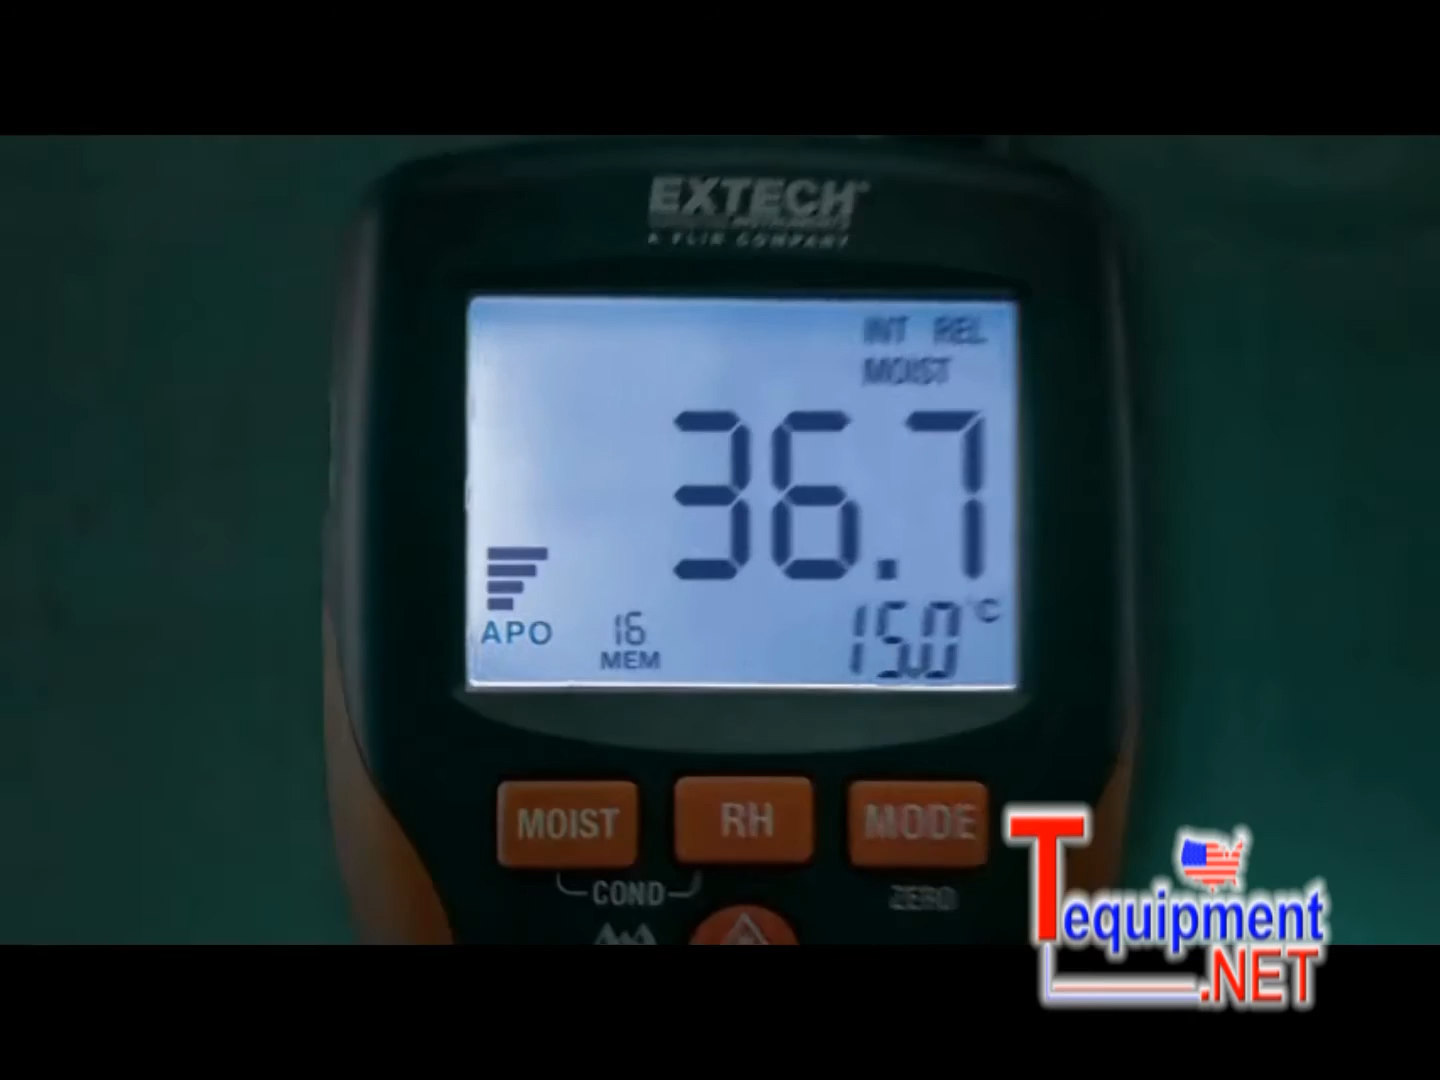 EXTECH
INSTRUMENTS
A FLIR COMPANY
INT REL
MOIST
36.7
15.0 °C
APO
16
MEM
MOIST
RH
MODE
COND
ZERO
Tequipment
.NET